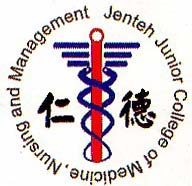 Jenteh Junior College of Medicine, Nursing and Management
仁德